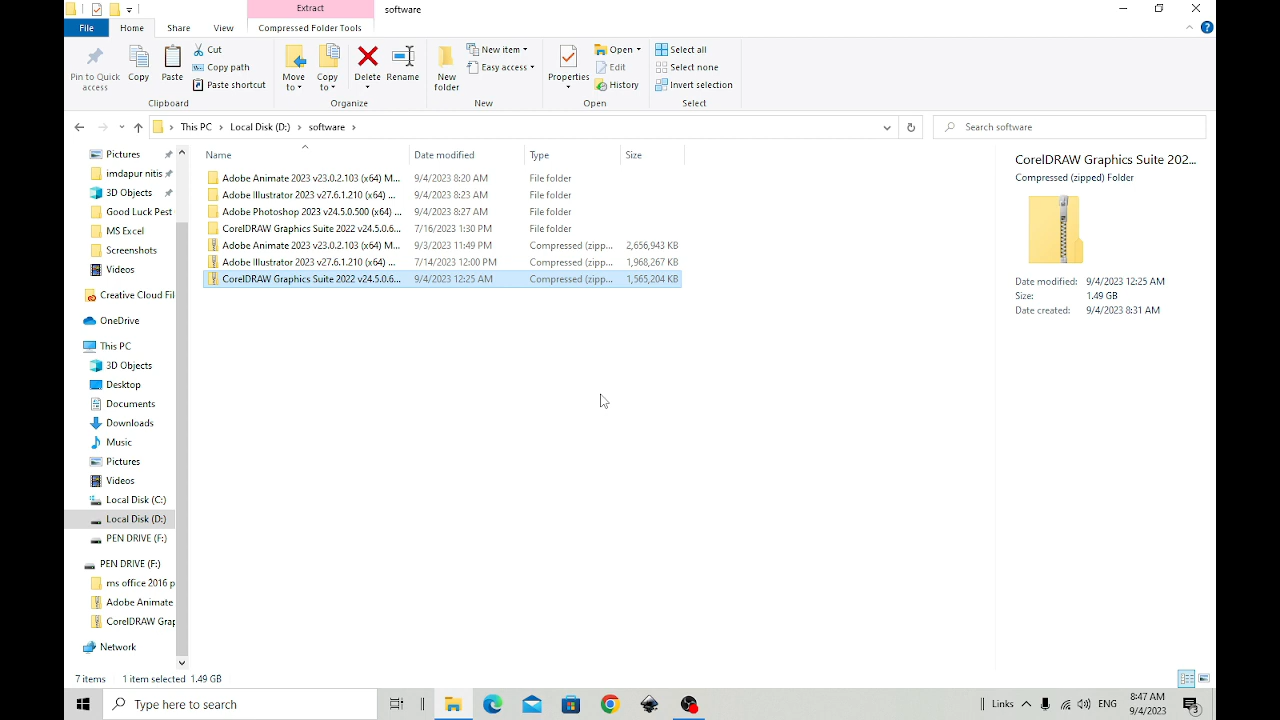 Extract
software
File
Home
Share
View
Compressed Folder Tools
Pin to Quick access
Copy
Paste
Cut
Copy path
Paste shortcut
Clipboard
Move to
Copy to
Delete
Rename
Organize
New folder
New item
Easy access
New
Properties
Open
Edit
History
Open
Select all
Select none
Invert selection
Select
This PC > Local Disk (D:) > software >
Search software
Pictures
imdapur nitis
3D Objects
Good Luck Pest
MS Excel
Screenshots
Videos
Creative Cloud Fil
OneDrive
This PC
3D Objects
Desktop
Documents
Downloads
Music
Pictures
Videos
Local Disk (C:)
Local Disk (D:)
PEN DRIVE (F:)
PEN DRIVE (F:)
ms office 2016 p
Adobe Animate
CorelDRAW Grap
Network
Name Date modified Type Size
Adobe Animate 2023 v23.0.2.103 (x64) M... 9/4/2023 8:20 AM File folder
Adobe Illustrator 2023 v27.6.1.210 (x64) ... 9/4/2023 8:23 AM File folder
Adobe Photoshop 2023 v24.5.0.500 (x64) ... 9/4/2023 8:27 AM File folder
CorelDRAW Graphics Suite 2022 v24.5.0.6... 7/16/2023 1:30 PM File folder
Adobe Animate 2023 v23.0.2.103 (x64) M... 9/3/2023 11:49 PM Compressed (zipp... 2,656,943 KB
Adobe Illustrator 2023 v27.6.1.210 (x64) ... 7/14/2023 12:00 PM Compressed (zipp... 1,968,267 KB
CorelDRAW Graphics Suite 2022 v24.5.0.6... 9/4/2023 12:25 AM Compressed (zipp... 1,565,204 KB
CorelDRAW Graphics Suite 202...
Compressed (zipped) Folder
Date modified: 9/4/2023 12:25 AM
Size: 1.49 GB
Date created: 9/4/2023 8:31 AM
7 items 1 item selected 1.49 GB
Type here to search
Links
ENG
8:47 AM
9/4/2023
3